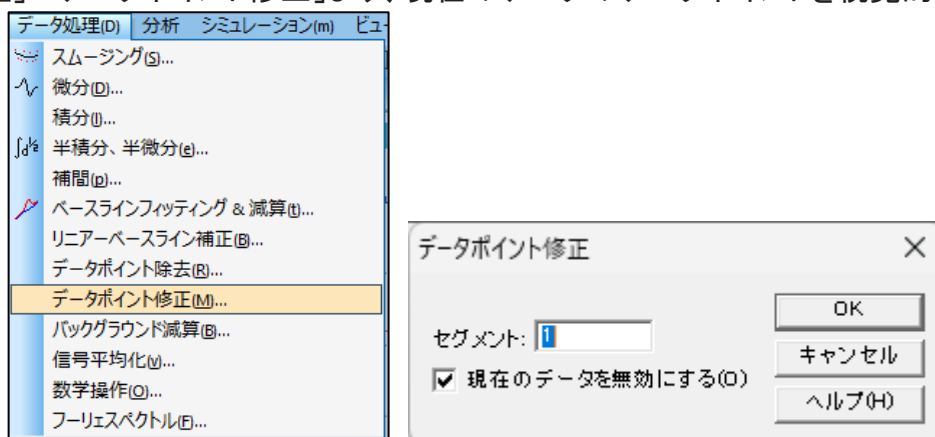 データ処理(D) 分析 シミュレーション(m) ビュー
スムージング(S)...
微分(D)...
積分(I)...
半積分、半微分(e)...
補間(p)...
ベースラインフィッティング & 減算(t)...
リニアーベースライン補正(B)...
データポイント除去(R)...
データポイント修正(M)...
バックグラウンド減算(B)...
信号平均化(v)...
数学操作(O)...
フーリェスペクトル(F)...
データポイント修正
セグメント: 1
現在のデータを無効にする(O)
OK
キャンセル
ヘルプ(H)